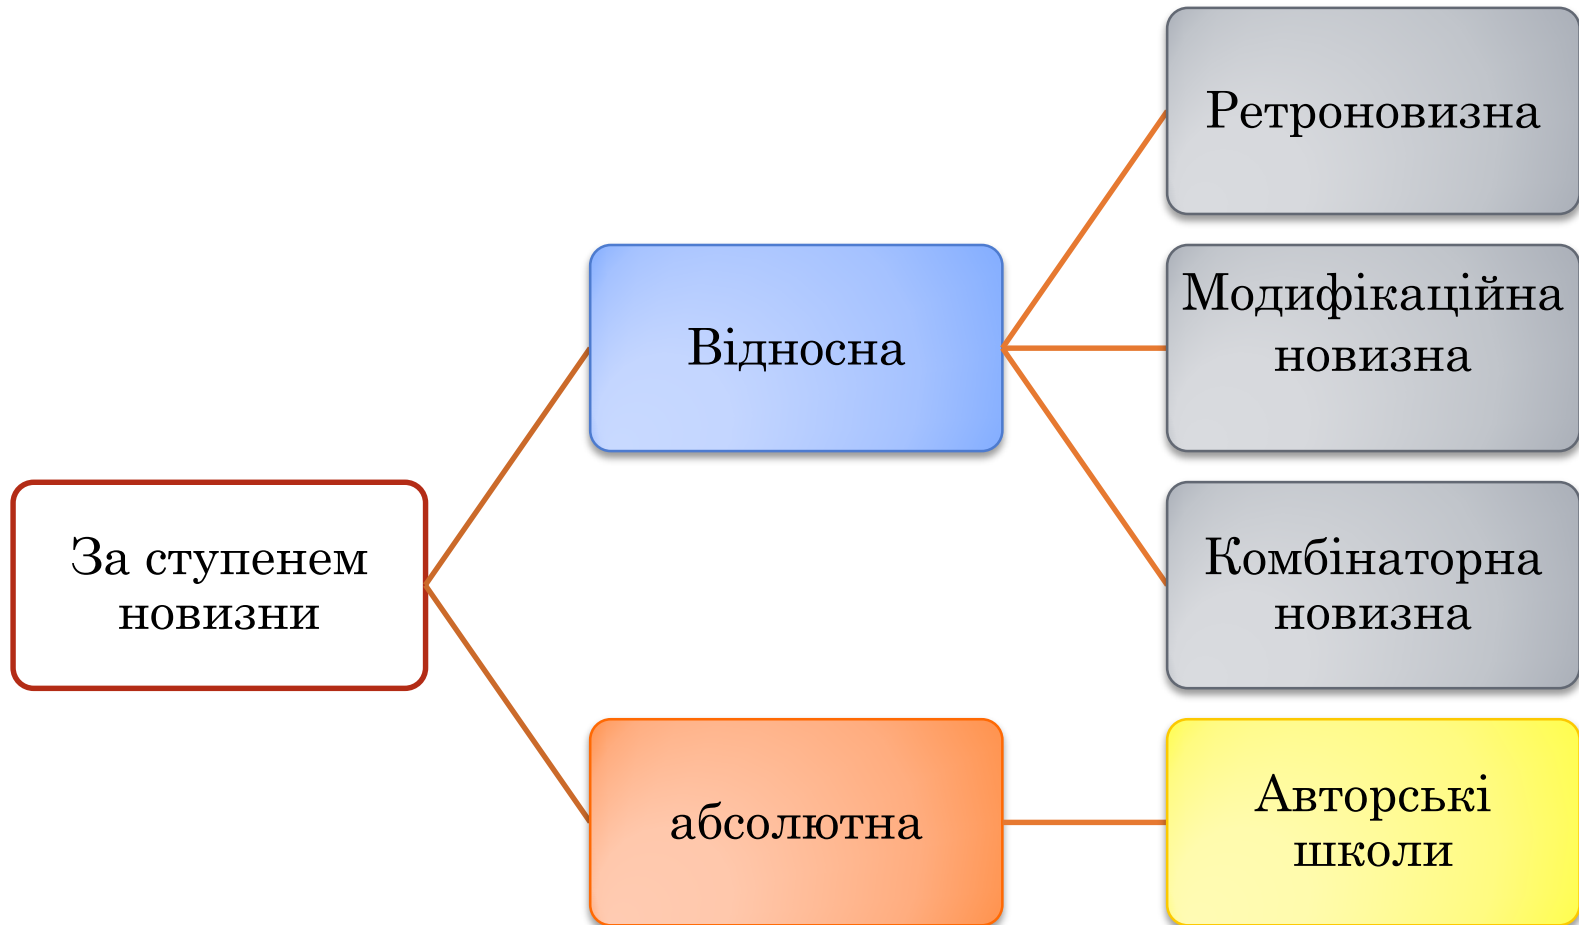 За ступенем
новизни
Відносна
Ретроновизна
Модифікаційна
новизна
Комбінаторна
новизна
абсолютна
Авторські
школи